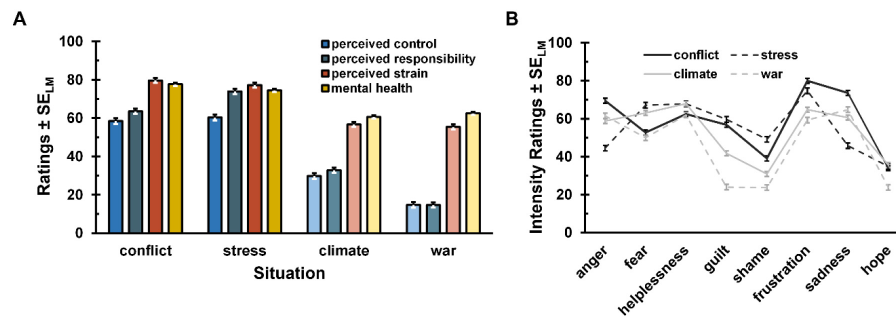 A
Ratings ± SE_LM
100
80
60
40
20
0
perceived control
perceived responsibility
perceived strain
mental health
conflict stress climate war
Situation
B
Intensity Ratings ± SE_LM
100
80
60
40
20
0
conflict stress
climate war
anger
fear
helplessness
guilt
shame
frustration
sadness
hope